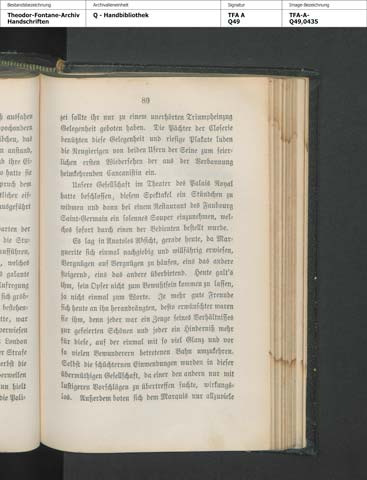 Bestandsbezeichnung
Archivalieneinheit
Signatur
Image-Bezeichnung
Theodor-Fontane-Archiv
Handschriften
Q - Handbibliothek
TFA A
Q49
TFA-A-
Q49,0435
89
zei sollte ihr nur zu einem unerhörten Triumpheinzug
Gelegenheit geboten haben. Die Pächter der Closerie
benützten diese Gelegenheit und riesige Plakate luden
die Neugierigen von beiden Ufern der Seine zum feier-
lichen ersten Wiedersehen der aus der Verbannung
heimkehrenden Cancanistin ein.
Unsere Gesellschaft im Theater des Palais Royal
hatte beschlossen, diesem Spektakel ein Stündchen zu
widmen und dann bei einem Restaurant des Faubourg
Saint-Germain ein solennes Souper einzunehmen, wel-
ches sofort durch einen der Bedienten bestellt wurde.
Es lag in Anatoles Absicht, gerade heute, da Mar-
guerite sich einmal nachgiebig und willfährig erwiesen,
Vergnügen auf Vergnügen zu häufen, eins das andere
steigernd, eins das andere überbietend. Heute galt's
ihm, sein Opfer nicht zum Bewußtsein kommen zu lassen,
ja nicht einmal zum Worte. Je mehr gute Freunde
sich heute an ihn herandrängten, desto erwünschter waren
sie ihm, denn jeder war ein Zeuge seines Verhältnisses
zur gefeierten Schönen und jeder ein Hinderniß mehr
für diese, auf der einmal mit so viel Glanz und vor
so vielen Bewunderern betretenen Bahn umzukehren.
Selbst die schüchternen Einwendungen wurden in dieser
übermüthigen Gesellschaft, da einer den andern nur mit
lustigeren Vorschlägen zu übertreffen suchte, wirkungs-
los. Außerdem boten sich dem Marquis nur allzuviele